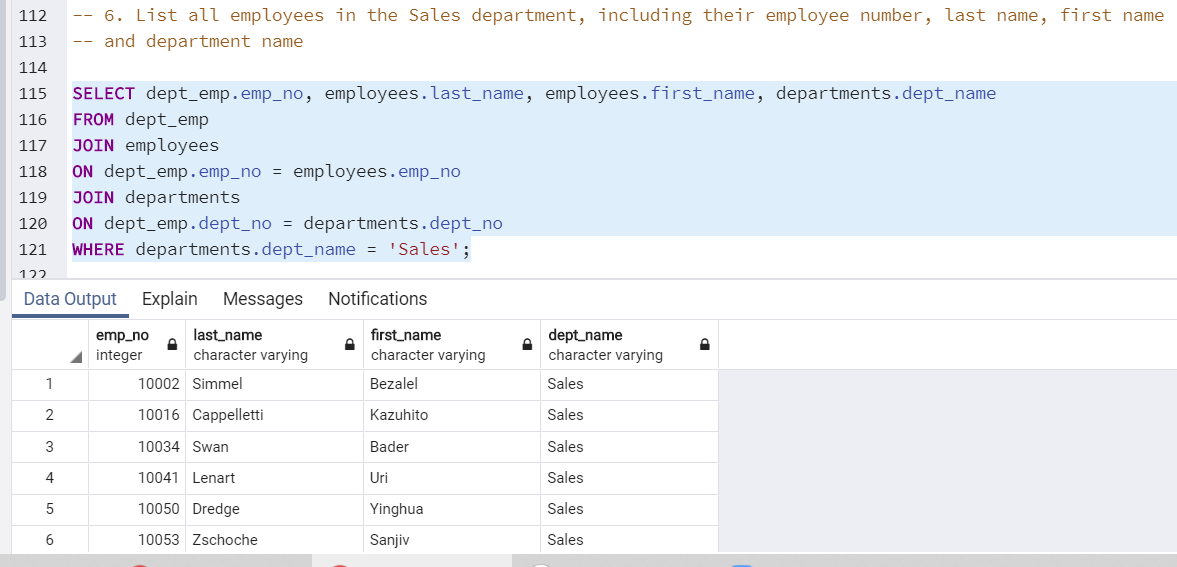 112 -- 6. List all employees in the Sales department, including their employee number, last name, first name
113 -- and department name
114
115 SELECT dept_emp.emp_no, employees.last_name, employees.first_name, departments.dept_name
116 FROM dept_emp
117 JOIN employees
118 ON dept_emp.emp_no = employees.emp_no
119 JOIN departments
120 ON dept_emp.dept_no = departments.dept_no
121 WHERE departments.dept_name = 'Sales';
122
Data Output Explain Messages Notifications
emp_no last_name first_name dept_name
integer character varying character varying character varying
1 10002 Simmel Bezalel Sales
2 10016 Cappelletti Kazuhito Sales
3 10034 Swan Bader Sales
4 10041 Lenart Uri Sales
5 10050 Dredge Yinghua Sales
6 10053 Zschoche Sanjiv Sales